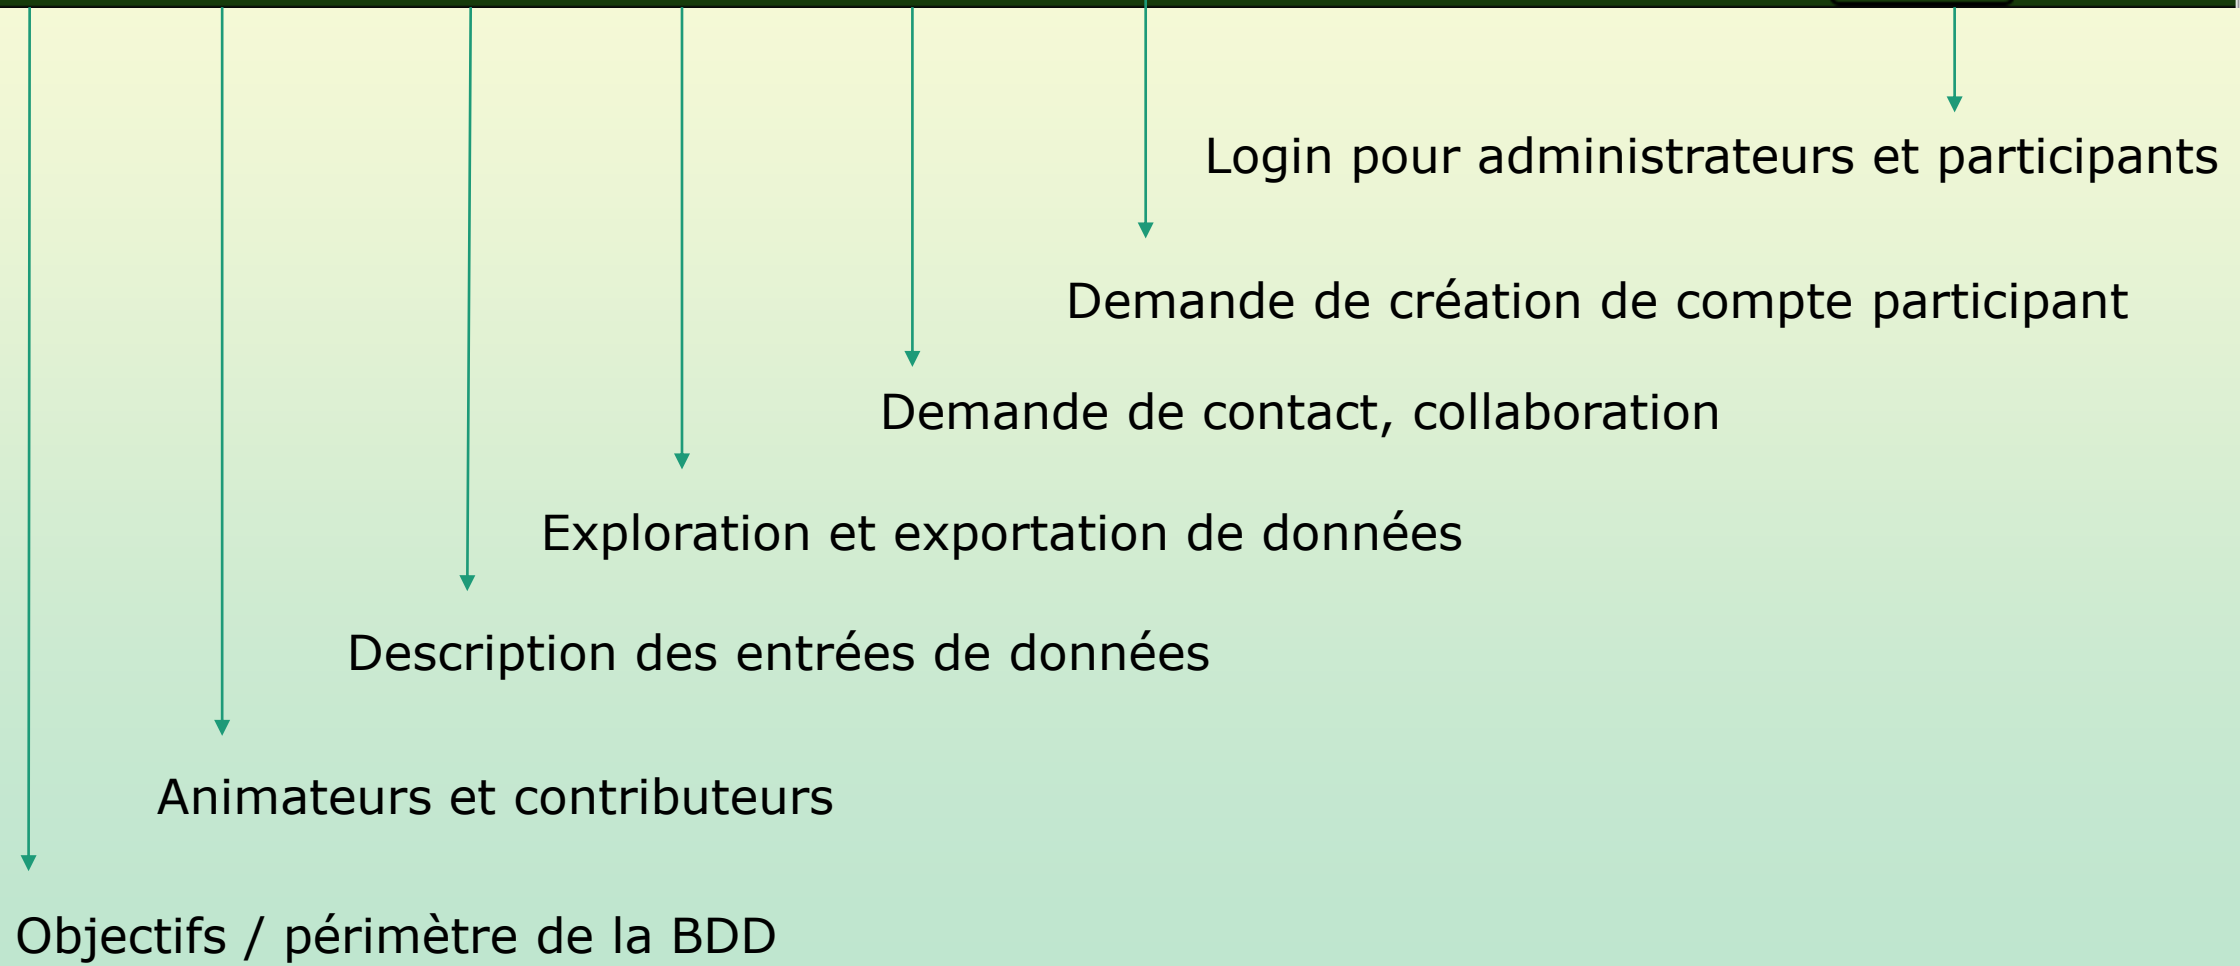 Login pour administrateurs et participants
Demande de création de compte participant
Demande de contact, collaboration
Exploration et exportation de données
Description des entrées de données
Animateurs et contributeurs
Objectifs / périmètre de la BDD